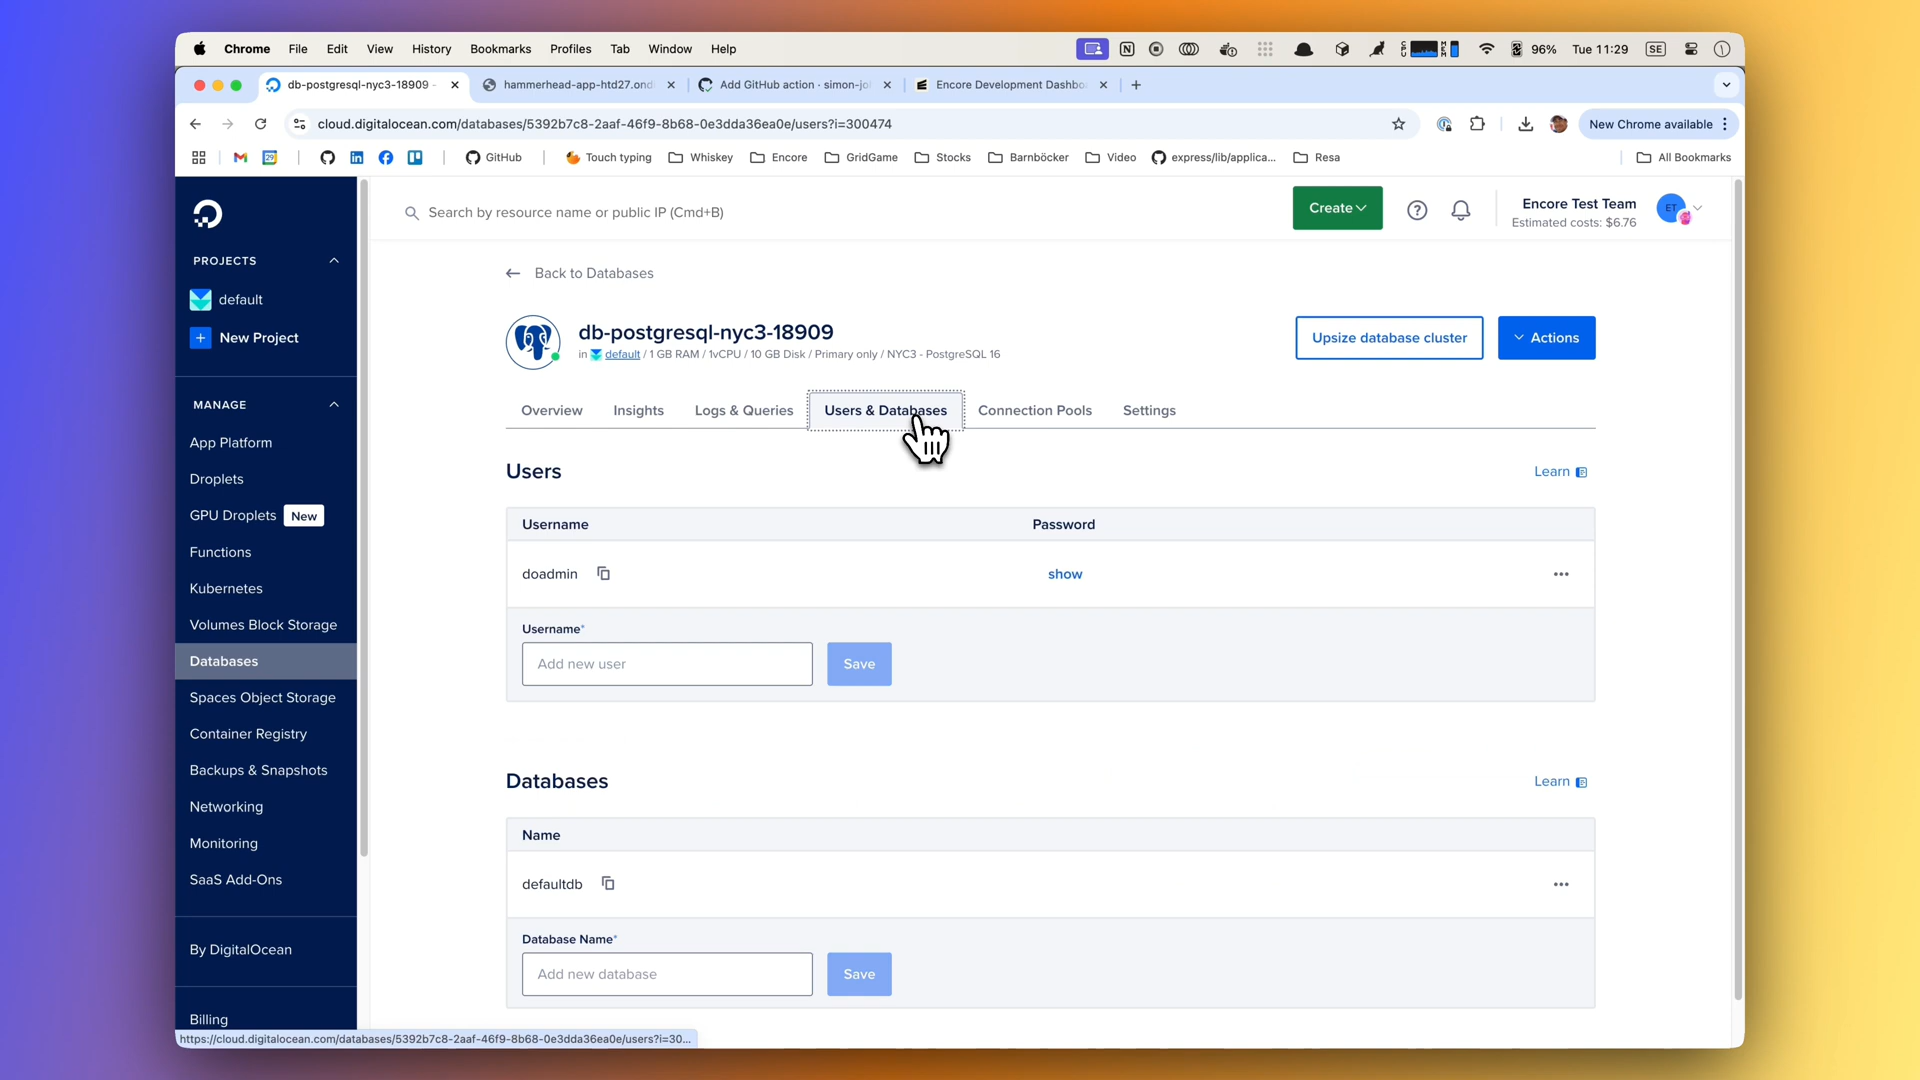 Chrome File Edit View History Bookmarks Profiles Tab Window Help
96% Tue 11:29 SE
db-postgresql-nyc3-18909 -
hammerhead-app-htd27.ond
Add GitHub action · simon-jo
Encore Development Dashbo
cloud.digitalocean.com/databases/5392b7c8-2aaf-46f9-8b68-0e3dda36ea0e/users?i=300474
New Chrome available
GitHub Touch typing Whiskey Encore GridGame Stocks Barnböcker Video express/lib/applica... Resa All Bookmarks
Search by resource name or public IP (Cmd+B)
Create
Encore Test Team
Estimated costs: $6.76
ET
PROJECTS
default
New Project
MANAGE
App Platform
Droplets
GPU Droplets New
Functions
Kubernetes
Volumes Block Storage
Databases
Spaces Object Storage
Container Registry
Backups & Snapshots
Networking
Monitoring
SaaS Add-Ons
By DigitalOcean
Billing
Back to Databases
db-postgresql-nyc3-18909
in default / 1 GB RAM / 1vCPU / 10 GB Disk / Primary only / NYC3 - PostgreSQL 16
Upsize database cluster
Actions
Overview Insights Logs & Queries Users & Databases Connection Pools Settings
Users
Learn
Username Password
doadmin show
Username*
Add new user Save
Databases
Learn
Name
defaultdb
Database Name*
Add new database Save
https://cloud.digitalocean.com/databases/5392b7c8-2aaf-46f9-8b68-0e3dda36ea0e/users?i=30...